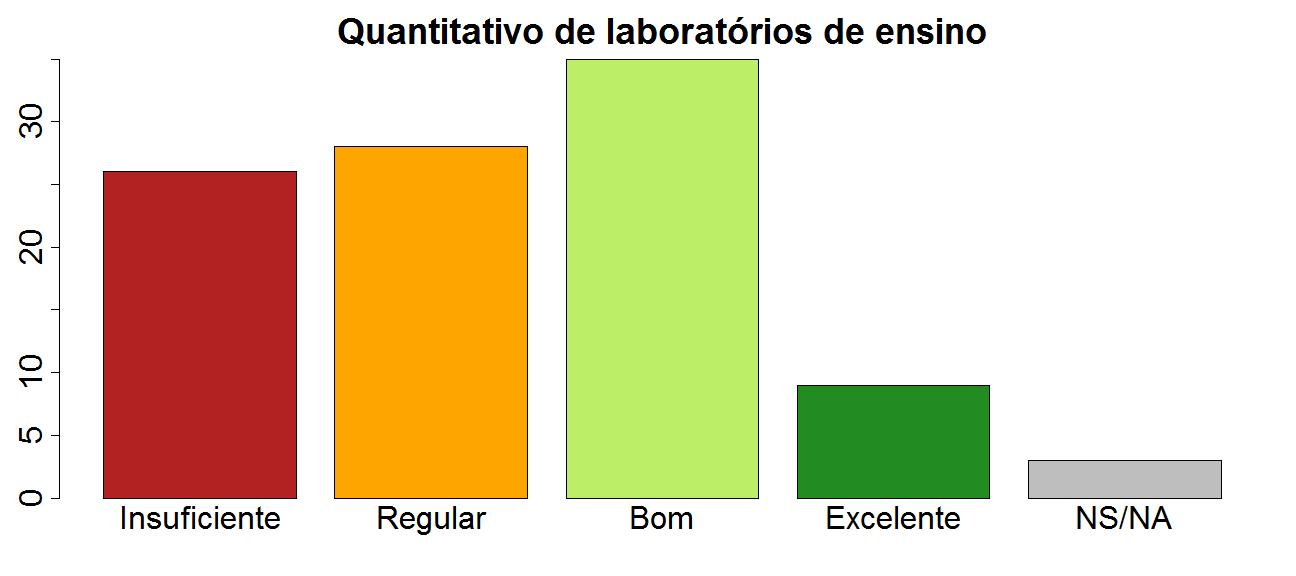 Quantitativo de laboratórios de ensino
30
20
10
5
0
Insuficiente Regular Bom Excelente NS/NA